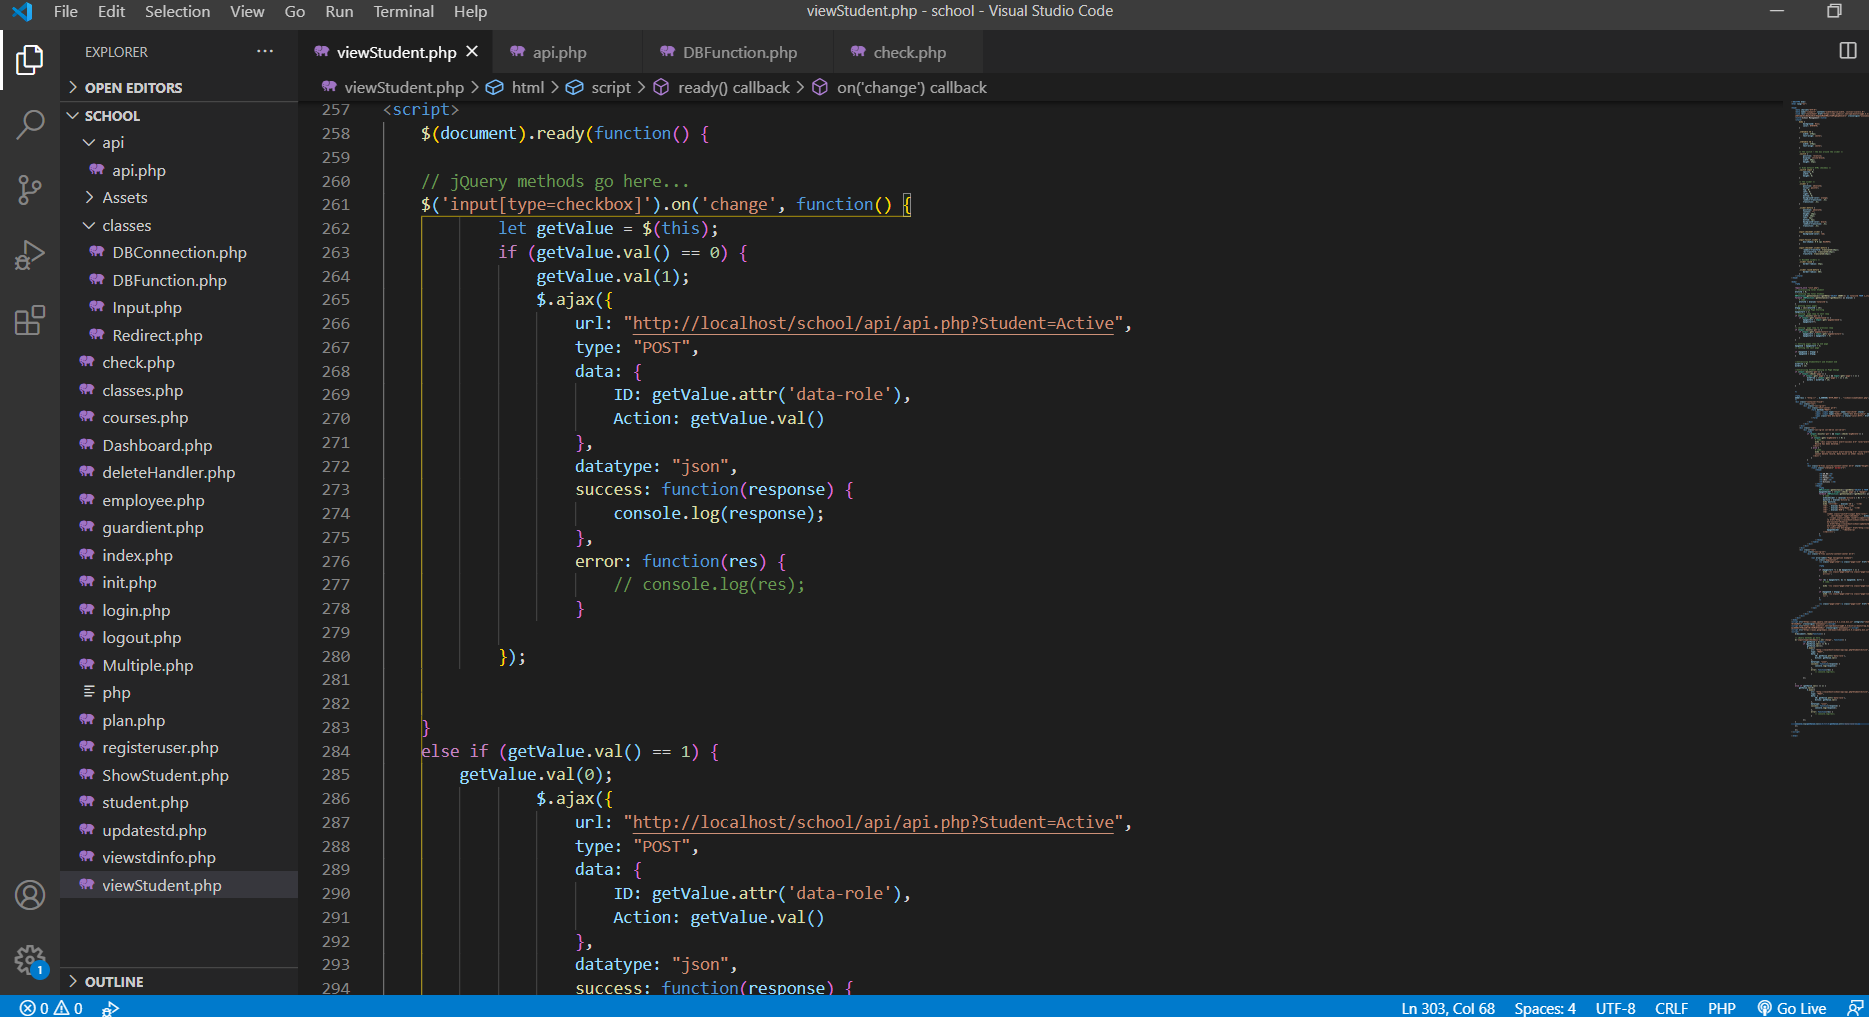 File Edit Selection View Go Run Terminal Help
viewStudent.php - school - Visual Studio Code
EXPLORER ...
OPEN EDITORS
SCHOOL
api
api.php
Assets
classes
DBConnection.php
DBFunction.php
Input.php
Redirect.php
check.php
classes.php
courses.php
Dashboard.php
deleteHandler.php
employee.php
guardient.php
index.php
init.php
login.php
logout.php
Multiple.php
php
plan.php
registeruser.php
ShowStudent.php
student.php
updatestd.php
viewstdinfo.php
viewStudent.php
OUTLINE
1
viewStudent.php api.php DBFunction.php check.php
viewStudent.php > html > script > ready() callback > on('change') callback
257 <script>
258 $(document).ready(function() {
259
260 // jQuery methods go here...
261 $('input[type=checkbox]').on('change', function() {
262 let getValue = $(this);
263 if (getValue.val() == 0) {
264 getValue.val(1);
265 $.ajax({
266 url: "http://localhost/school/api/api.php?Student=Active",
267 type: "POST",
268 data: {
269 ID: getValue.attr('data-role'),
270 Action: getValue.val()
271 },
272 datatype: "json",
273 success: function(response) {
274 console.log(response);
275 },
276 error: function(res) {
277 // console.log(res);
278 }
279
280 });
281
282
283 }
284 else if (getValue.val() == 1) {
285 getValue.val(0);
286 $.ajax({
287 url: "http://localhost/school/api/api.php?Student=Active",
288 type: "POST",
289 data: {
290 ID: getValue.attr('data-role'),
291 Action: getValue.val()
292 },
293 datatype: "json",
294 success: function(response) {
0 0
Ln 303, Col 68 Spaces: 4 UTF-8 CRLF PHP Go Live